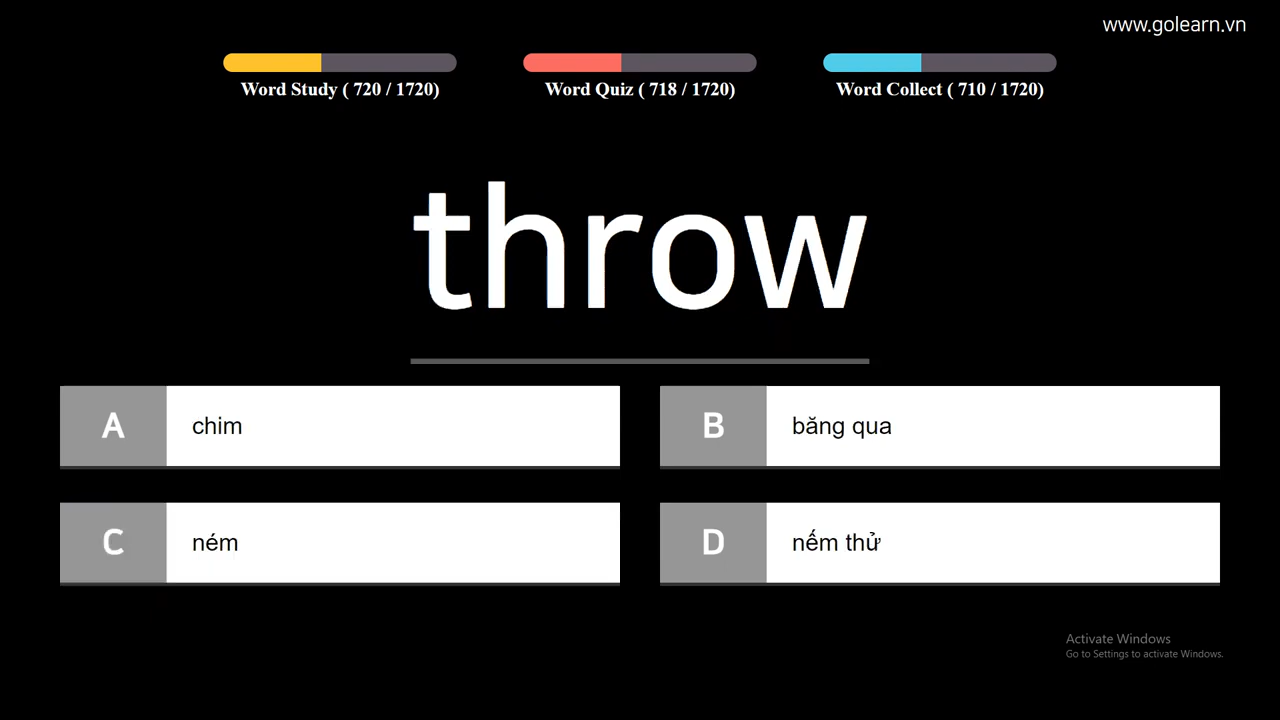 www.golearn.vn
Word Study ( 720 / 1720)
Word Quiz ( 718 / 1720)
Word Collect ( 710 / 1720)
throw
A chim
B băng qua
C ném
D nếm thử
Activate Windows
Go to Settings to activate Windows.